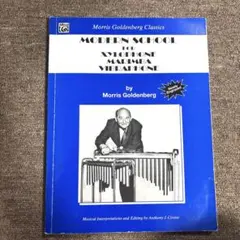 Morris Goldenberg Classics
MODERN SCHOOL
FOR
XYLOPHONE
MARIMBA
VIBRAPHONE
by
Morris Goldenberg
Musical Interpretations and Editing by Anthony J. Cirone